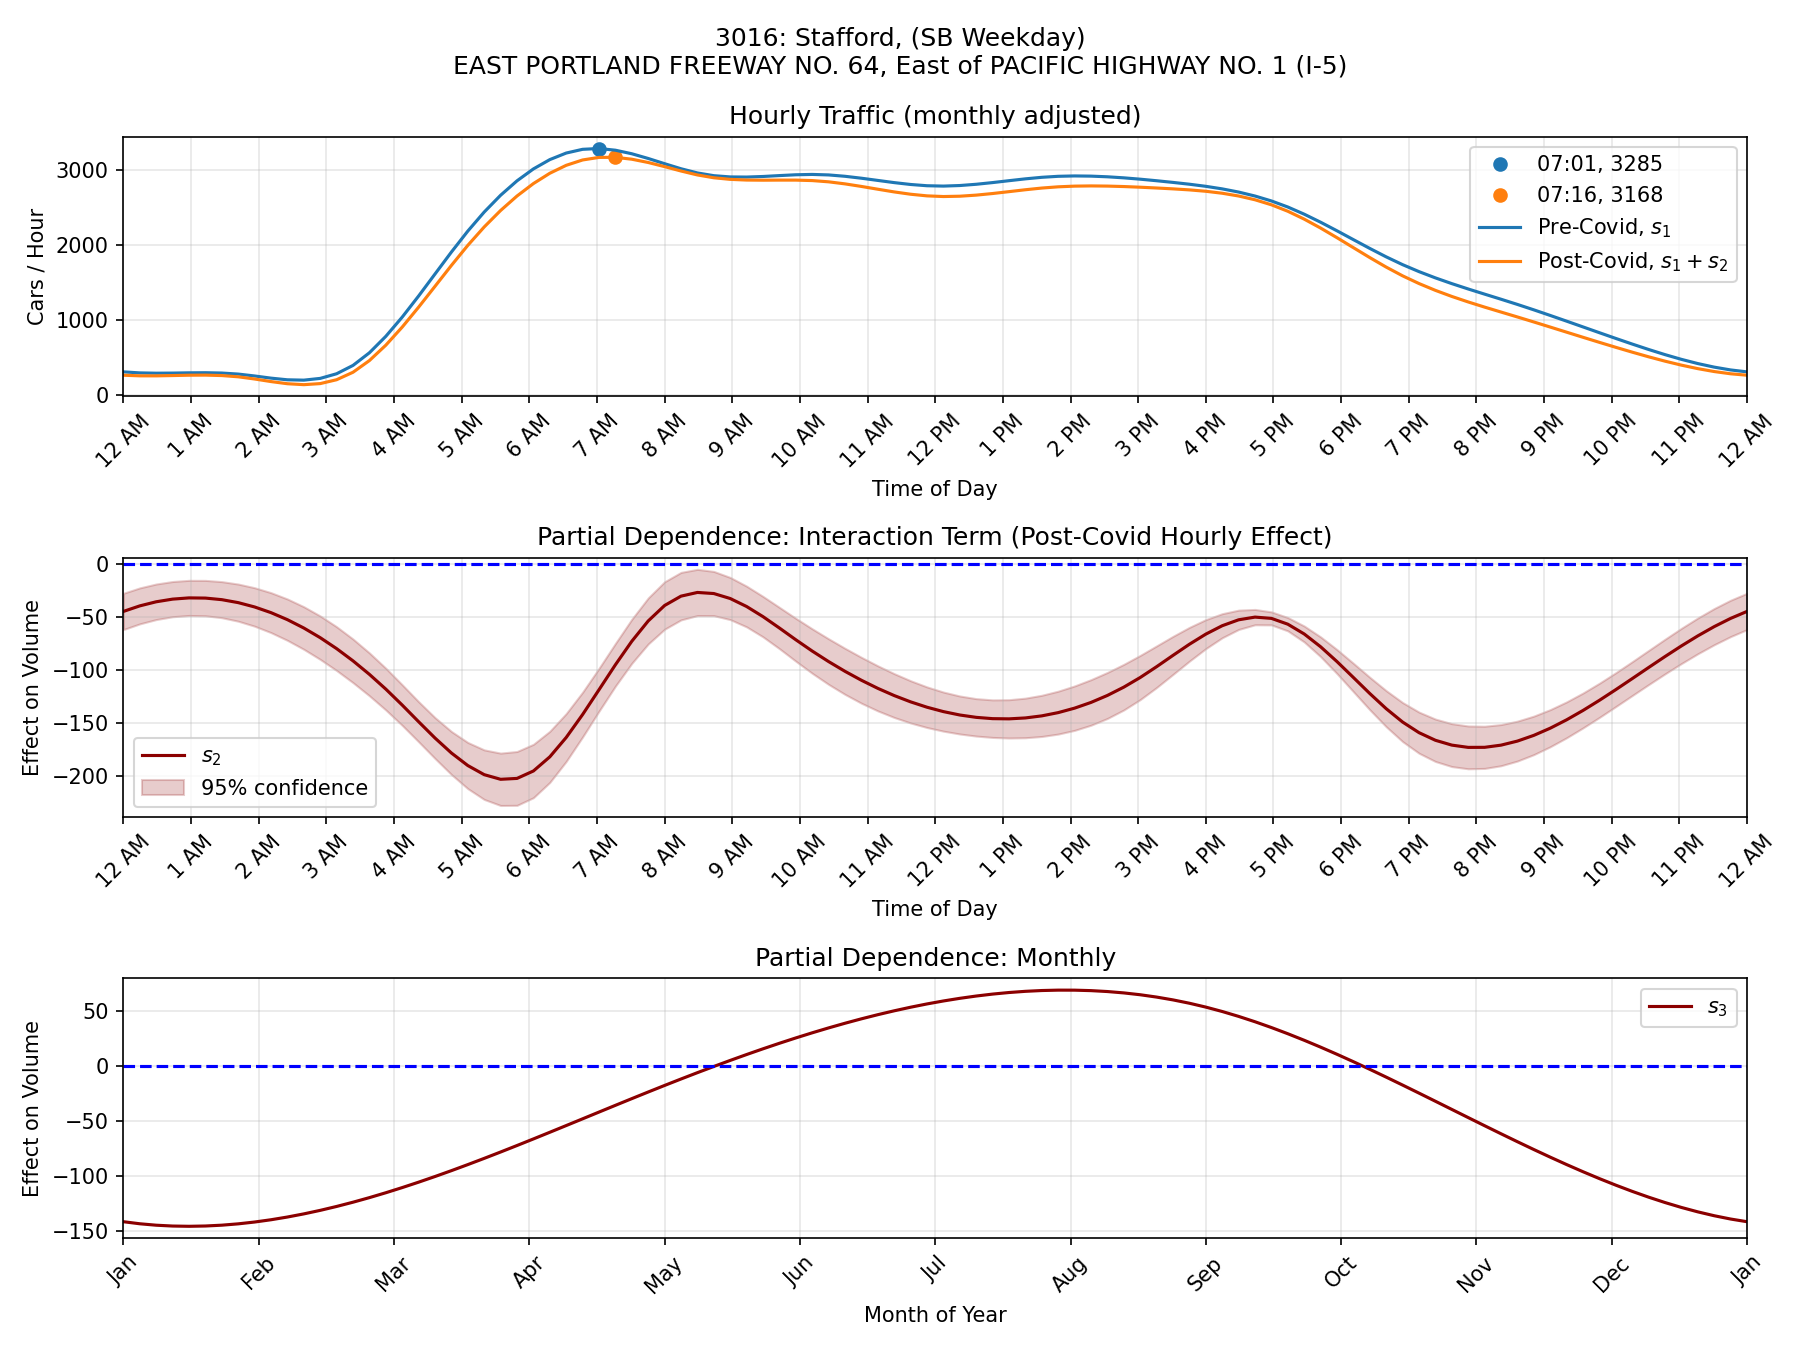 3016: Stafford, (SB Weekday)
EAST PORTLAND FREEWAY NO. 64, East of PACIFIC HIGHWAY NO. 1 (I-5)
Hourly Traffic (monthly adjusted)
Cars / Hour
3000
2000
1000
0
07:01, 3285
07:16, 3168
Pre-Covid, s₁
Post-Covid, s₁ + s₂
12 AM 1 AM 2 AM 3 AM 4 AM 5 AM 6 AM 7 AM 8 AM 9 AM 10 AM 11 AM 12 PM 1 PM 2 PM 3 PM 4 PM 5 PM 6 PM 7 PM 8 PM 9 PM 10 PM 11 PM 12 AM
Time of Day
Partial Dependence: Interaction Term (Post-Covid Hourly Effect)
Effect on Volume
0
−50
−100
−150
−200
s₂
95% confidence
12 AM 1 AM 2 AM 3 AM 4 AM 5 AM 6 AM 7 AM 8 AM 9 AM 10 AM 11 AM 12 PM 1 PM 2 PM 3 PM 4 PM 5 PM 6 PM 7 PM 8 PM 9 PM 10 PM 11 PM 12 AM
Time of Day
Partial Dependence: Monthly
Effect on Volume
50
0
−50
−100
−150
s₃
Jan Feb Mar Apr May Jun Jul Aug Sep Oct Nov Dec Jan
Month of Year